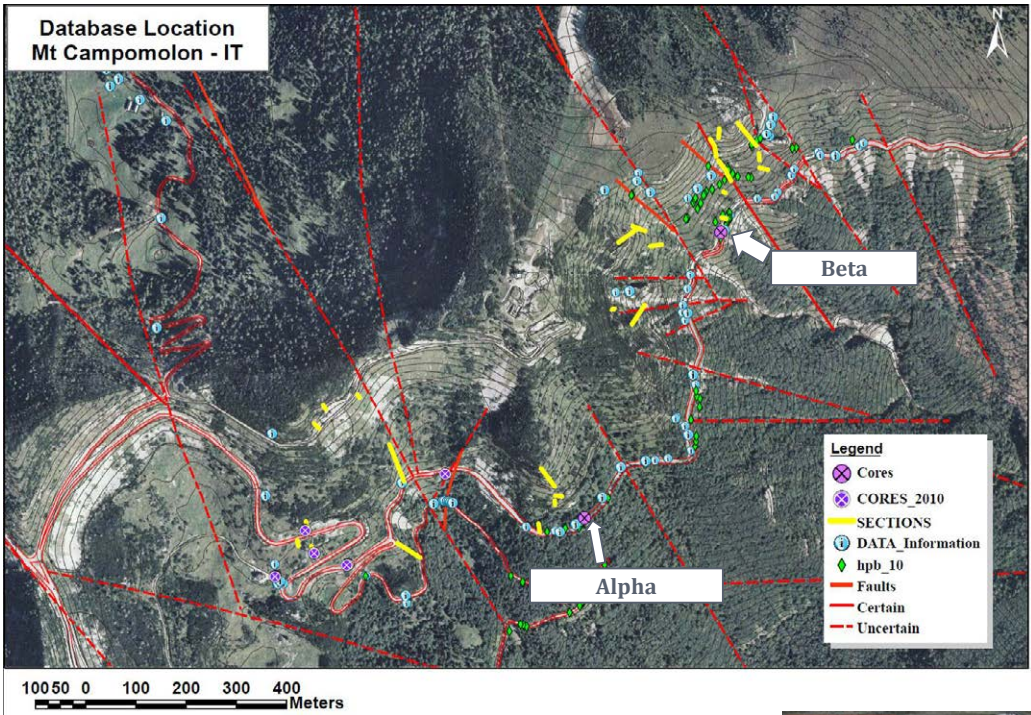 Database Location
Mt Campomolon - IT
N
Beta
Alpha
Legend
Cores
CORES_2010
SECTIONS
DATA_Information
hpb_10
Faults
Certain
Uncertain
100 50 0 100 200 300 400
Meters